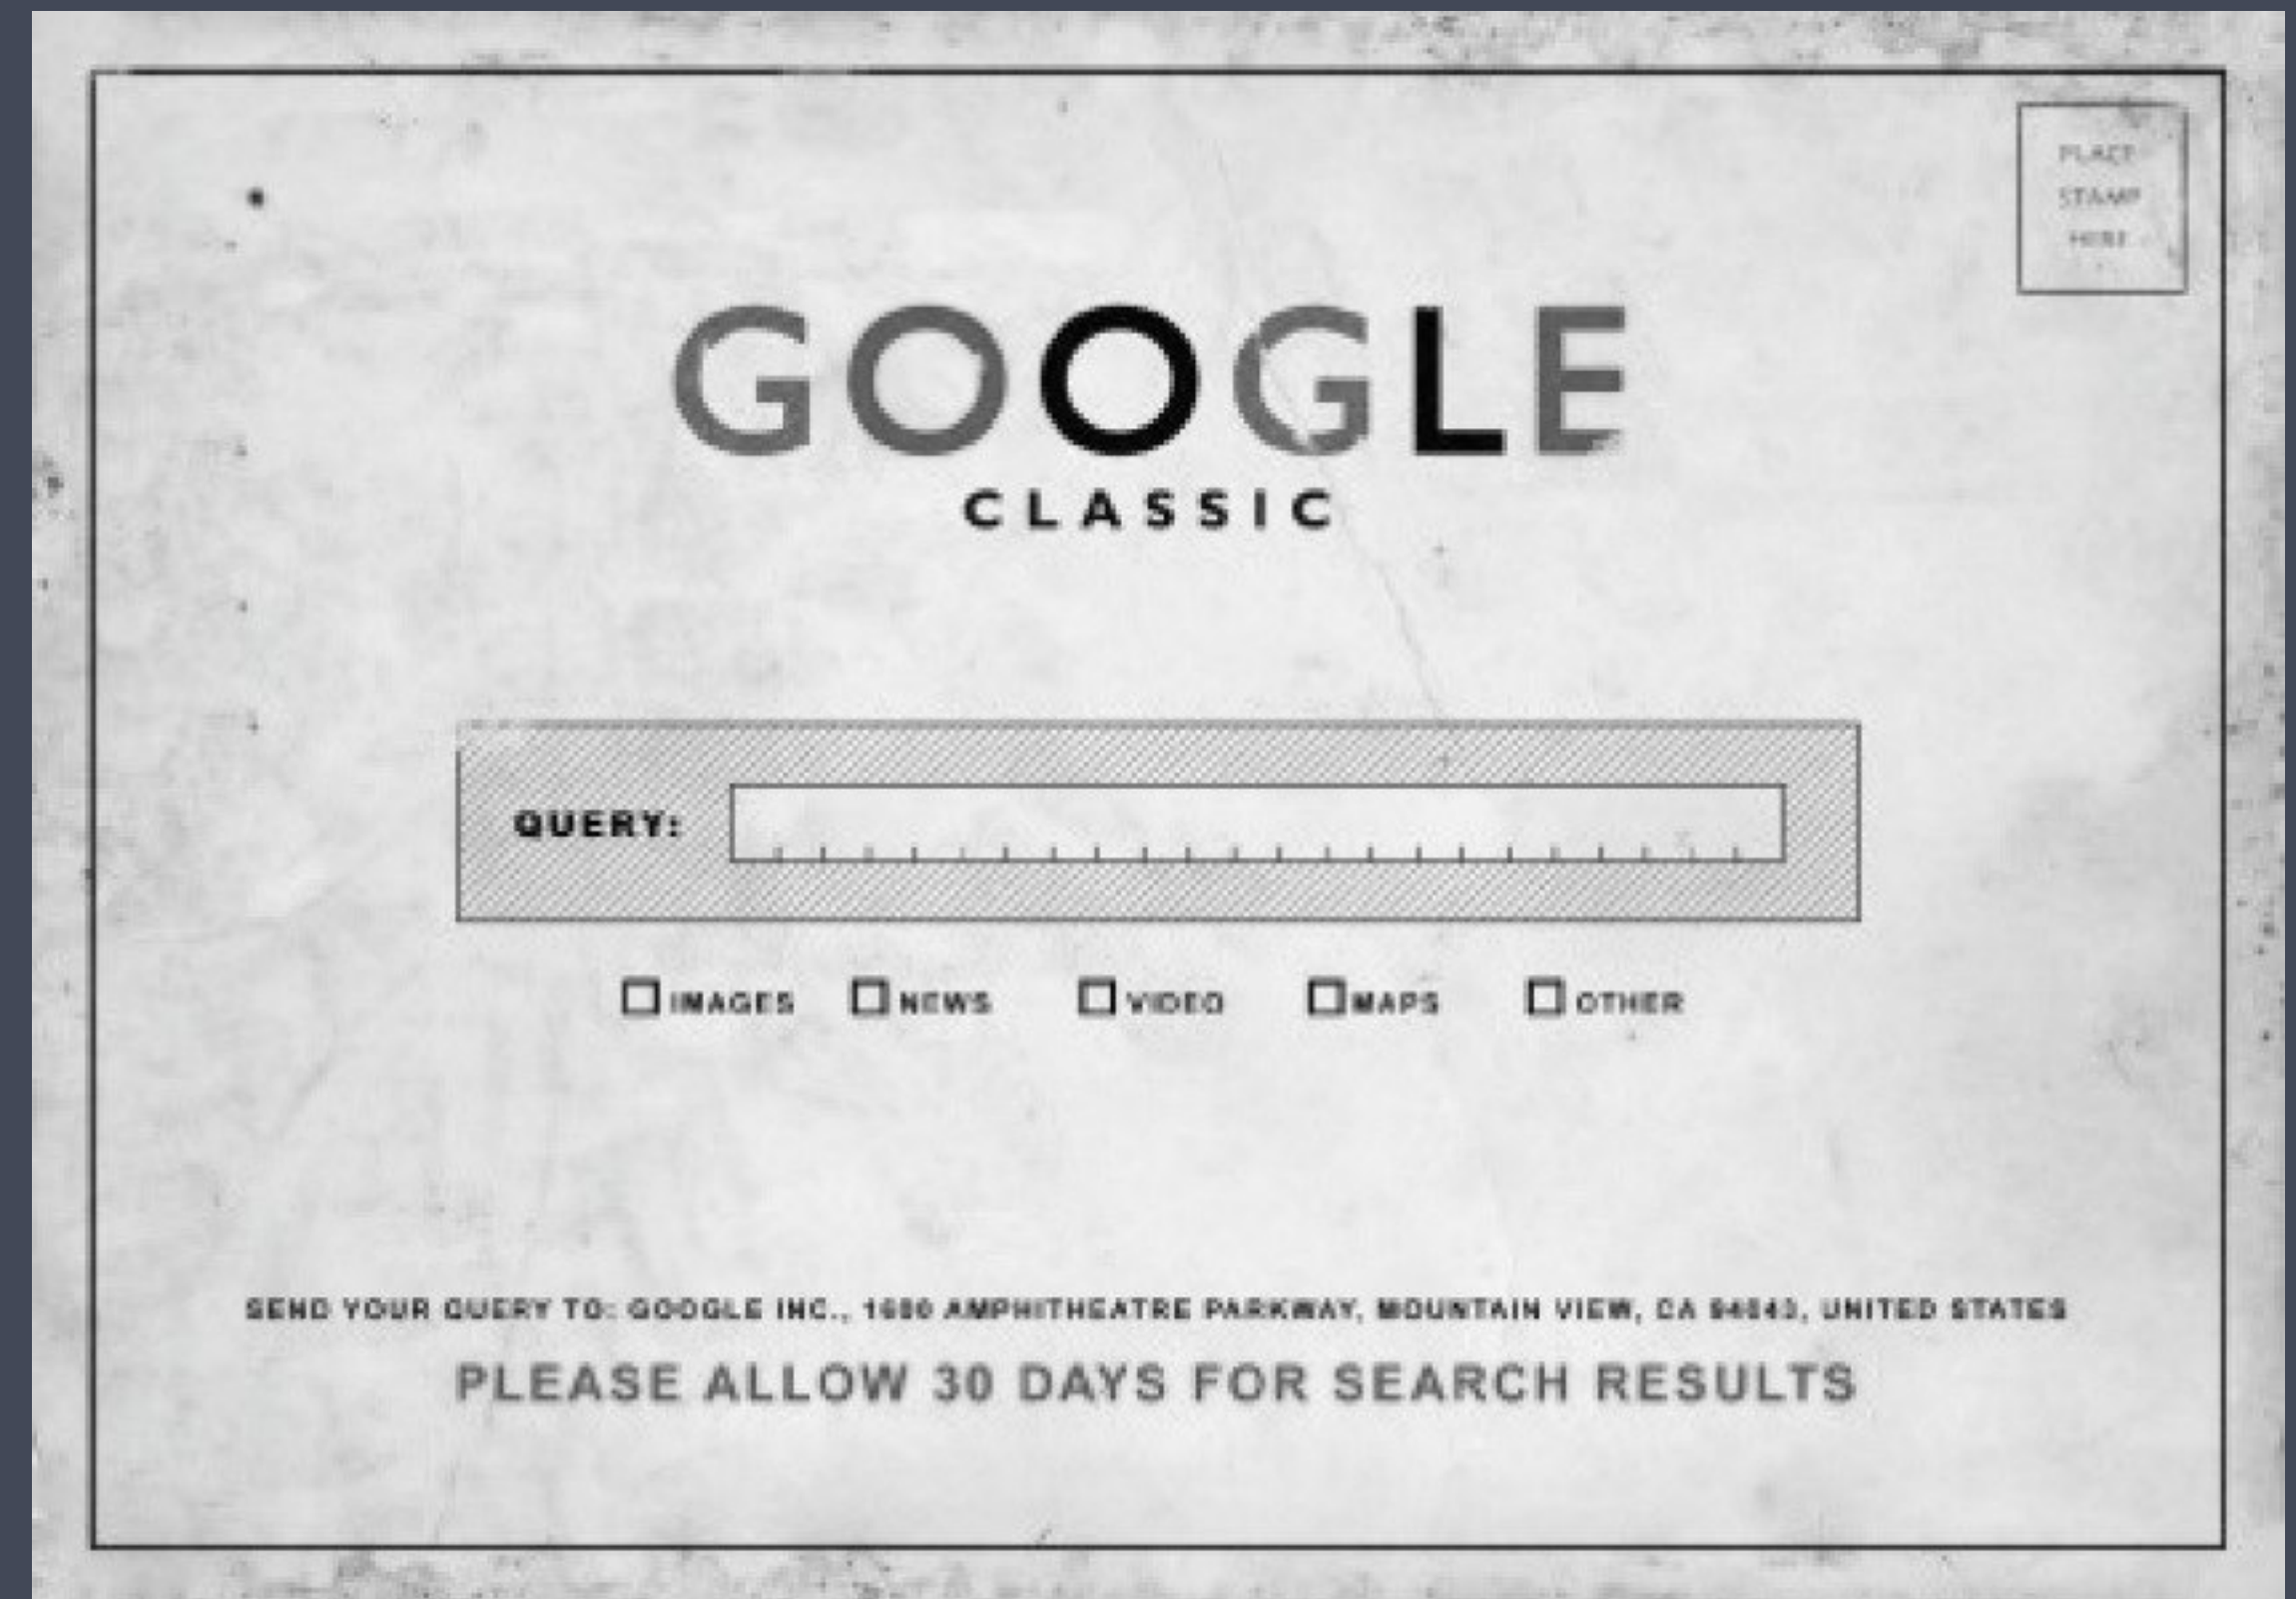 PLACE
STAMP
HERE
GOOGLE
CLASSIC
QUERY:
IMAGES NEWS VIDEO MAPS OTHER
SEND YOUR QUERY TO: GOOGLE INC., 1600 AMPHITHEATRE PARKWAY, MOUNTAIN VIEW, CA 94043, UNITED STATES
PLEASE ALLOW 30 DAYS FOR SEARCH RESULTS